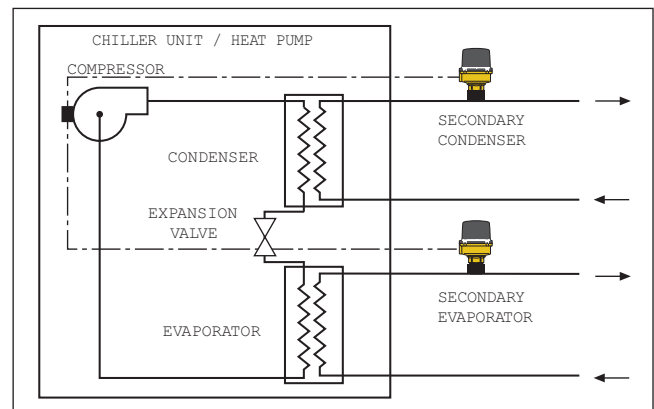 CHILLER UNIT / HEAT PUMP
COMPRESSOR
SECONDARY
CONDENSER
CONDENSER
EXPANSION
VALVE
SECONDARY
EVAPORATOR
EVAPORATOR